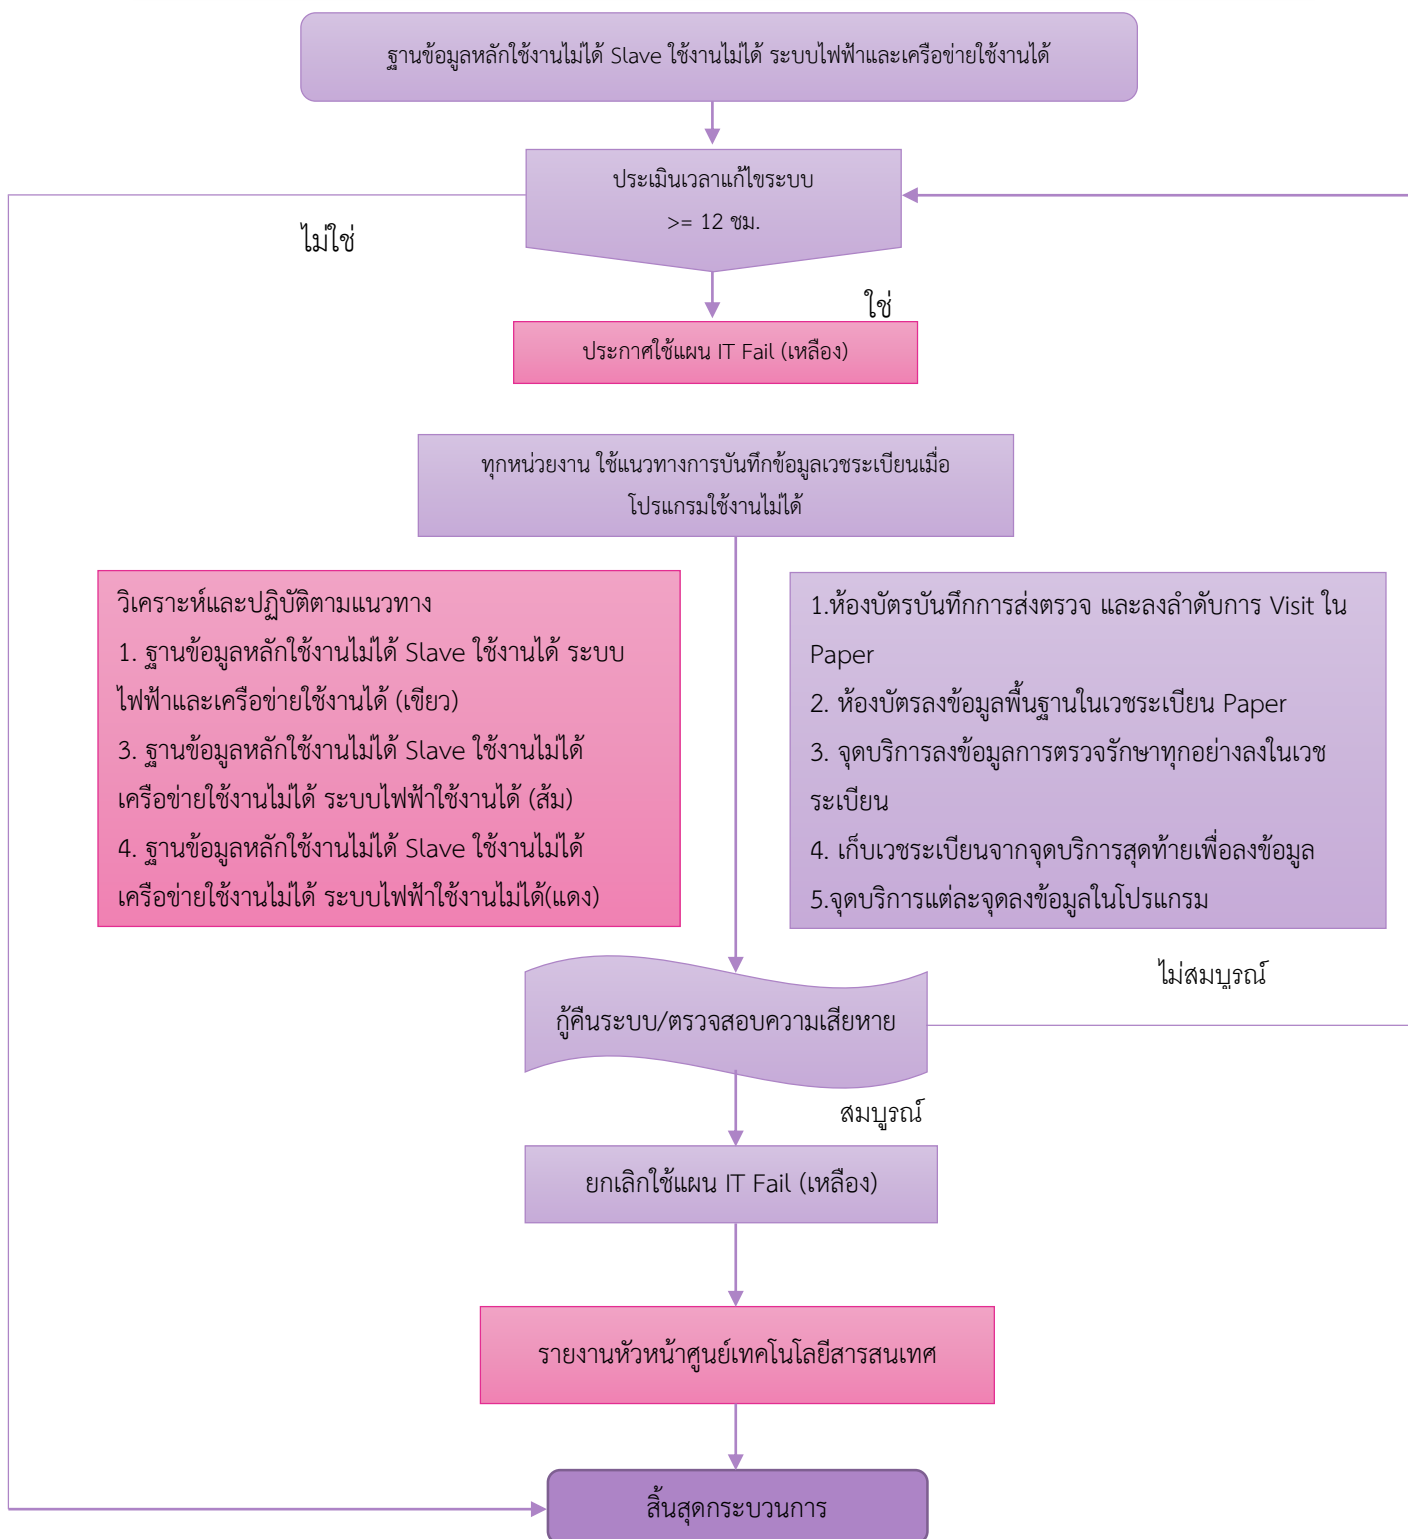 ฐานข้อมูลหลักใช้งานไม่ได้ Slave ใช้งานไม่ได้ ระบบไฟฟ้าและเครือข่ายใช้งานได้
ประเมินเวลาแก้ไขระบบ
>= 12 ชม.
ไม่ใช่
ใช่
ประกาศใช้แผน IT Fail (เหลือง)
ทุกหน่วยงาน ใช้แนวทางการบันทึกข้อมูลเวชระเบียนเมื่อ
โปรแกรมใช้งานไม่ได้
วิเคราะห์และปฏิบัติตามแนวทาง
1. ฐานข้อมูลหลักใช้งานไม่ได้ Slave ใช้งานได้ ระบบ
ไฟฟ้าและเครือข่ายใช้งานได้ (เขียว)
3. ฐานข้อมูลหลักใช้งานไม่ได้ Slave ใช้งานไม่ได้
เครือข่ายใช้งานไม่ได้ ระบบไฟฟ้าใช้งานได้ (ส้ม)
4. ฐานข้อมูลหลักใช้งานไม่ได้ Slave ใช้งานไม่ได้
เครือข่ายใช้งานไม่ได้ ระบบไฟฟ้าใช้งานไม่ได้(แดง)
1.ห้องบัตรบันทึกการส่งตรวจ และลงลำดับการ Visit ใน
Paper
2. ห้องบัตรลงข้อมูลพื้นฐานในเวชระเบียน Paper
3. จุดบริการลงข้อมูลการตรวจรักษาทุกอย่างลงในเวช
ระเบียน
4. เก็บเวชระเบียนจากจุดบริการสุดท้ายเพื่อลงข้อมูล
5.จุดบริการแต่ละจุดลงข้อมูลในโปรแกรม
ไม่สมบูรณ์
กู้คืนระบบ/ตรวจสอบความเสียหาย
สมบูรณ์
ยกเลิกใช้แผน IT Fail (เหลือง)
รายงานหัวหน้าศูนย์เทคโนโลยีสารสนเทศ
สิ้นสุดกระบวนการ